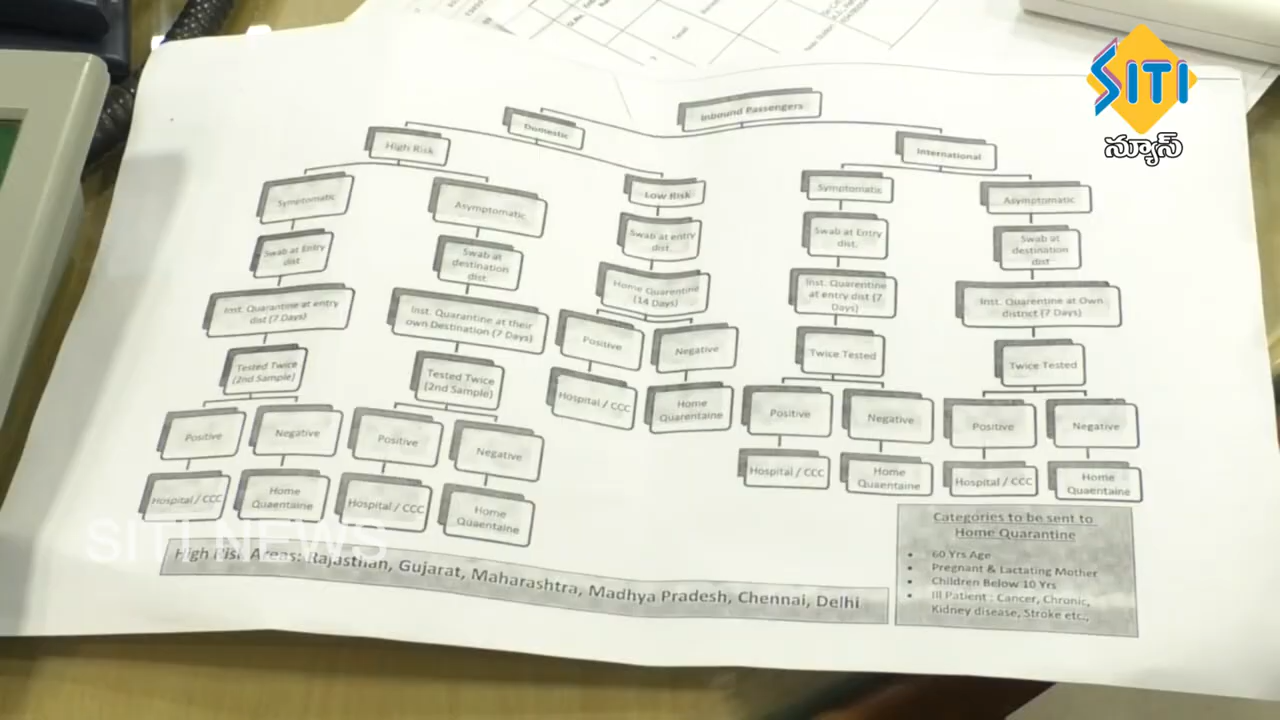 SITI
న్యూస్
Inbound Passengers
Domestic
International
High Risk
Low Risk
Symptomatic
Asymptomatic
Symptomatic
Asymptomatic
Swab at Entry
dist
Swab at
destination
dist.
Swab at entry
dist.
Swab at Entry
dist.
Swab at
destination
dist
Inst. Quarantine at entry
dist (7 Days)
Inst. Quarantine at their
own Destination (7 Days)
Home Quarentine
(14 Days)
Inst. Quarentine
at entry dist (7
Days)
Inst. Quarentine at Own
district (7 Days)
Tested Twice
(2nd Sample)
Tested Twice
(2nd Sample)
Positive
Negative
Twice Tested
Twice Tested
Hospital / CCC
Home
Quarentaine
Positive
Negative
Positive
Negative
Positive
Negative
Positive
Negative
Hospital / CCC
Home
Quaentaine
Hospital / CCC
Home
Quaentaine
Hospital / CCC
Home
Quaentaine
Hospital / CCC
Home
Quaentaine
SITI NEWS
High Risk Areas: Rajasthan, Gujarat, Maharashtra, Madhya Pradesh, Chennai, Delhi
Categories to be sent to
Home Quarantine
• 60 Yrs Age
• Pregnant & Lactating Mother
• Children Below 10 Yrs
• Ill Patient : Cancer, Chronic,
Kidney disease, Stroke etc.,